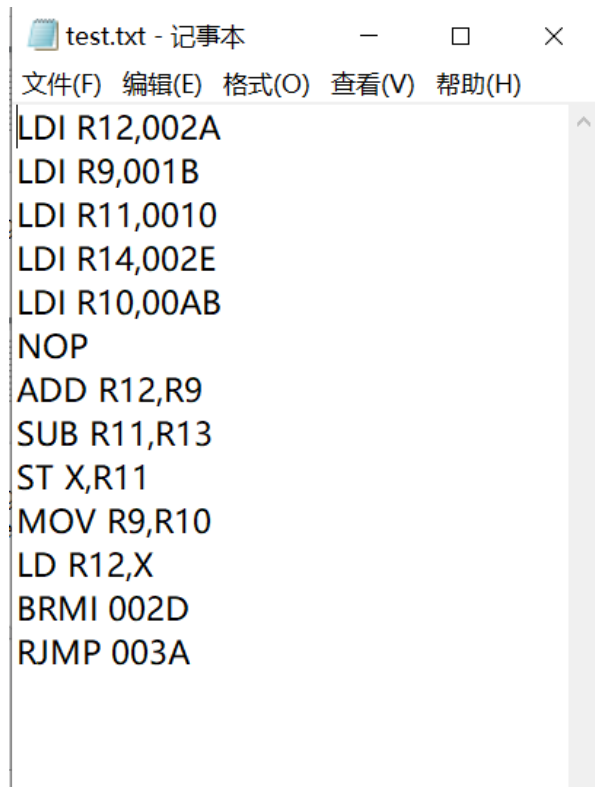 test.txt - 记事本
文件(F) 编辑(E) 格式(O) 查看(V) 帮助(H)
LDI R12,002A
LDI R9,001B
LDI R11,0010
LDI R14,002E
LDI R10,00AB
NOP
ADD R12,R9
SUB R11,R13
ST X,R11
MOV R9,R10
LD R12,X
BRMI 002D
RJMP 003A